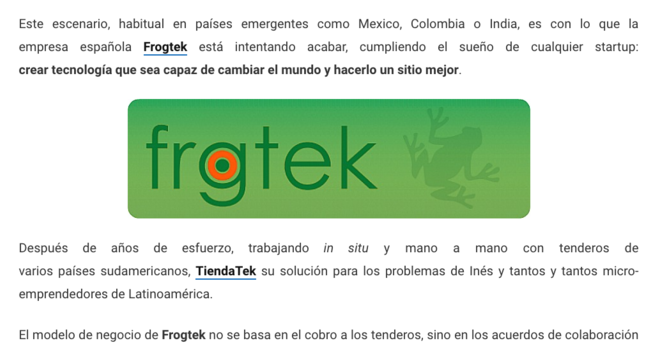 Este escenario, habitual en países emergentes como Mexico, Colombia o India, es con lo que la
empresa española Frogtek está intentando acabar, cumpliendo el sueño de cualquier startup:
crear tecnología que sea capaz de cambiar el mundo y hacerlo un sitio mejor.
frgtek
Después de años de esfuerzo, trabajando in situ y mano a mano con tenderos de
varios países sudamericanos, TiendaTek su solución para los problemas de Inés y tantos y tantos micro-
emprendedores de Latinoamérica.
El modelo de negocio de Frogtek no se basa en el cobro a los tenderos, sino en los acuerdos de colaboración